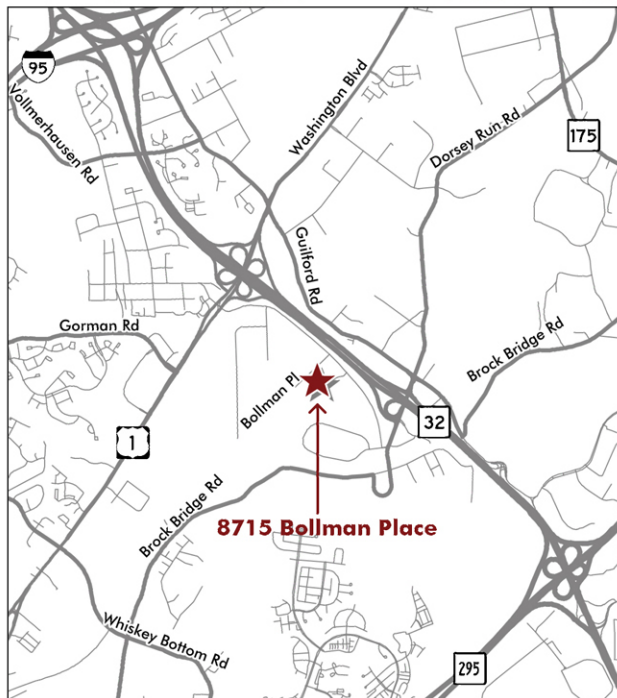 95
Vollmerhausen Rd
Washington Blvd
Dorsey Run Rd
175
Guilford Rd
Gorman Rd
Brock Bridge Rd
Bollman Pl
32
1
Brock Bridge Rd
8715 Bollman Place
Whiskey Bottom Rd
295